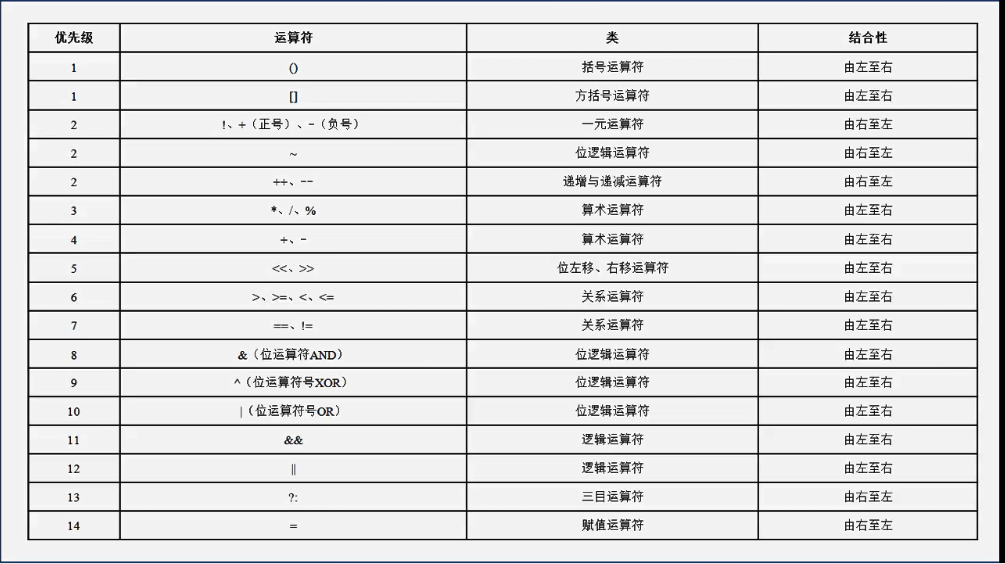 优先级 运算符 类 结合性
1 () 括号运算符 由左至右
1 [] 方括号运算符 由左至右
2 !、+（正号）、-（负号） 一元运算符 由右至左
2 ~ 位逻辑运算符 由右至左
2 ++、-- 递增与递减运算符 由右至左
3 *、/、% 算术运算符 由左至右
4 +、- 算术运算符 由左至右
5 <<、>> 位左移、右移运算符 由左至右
6 >、>=、<、<= 关系运算符 由左至右
7 ==、!= 关系运算符 由左至右
8 &（位运算符AND） 位逻辑运算符 由左至右
9 ^（位运算符号XOR） 位逻辑运算符 由左至右
10 |（位运算符号OR） 位逻辑运算符 由左至右
11 && 逻辑运算符 由左至右
12 || 逻辑运算符 由左至右
13 ?: 三目运算符 由右至左
14 = 赋值运算符 由右至左